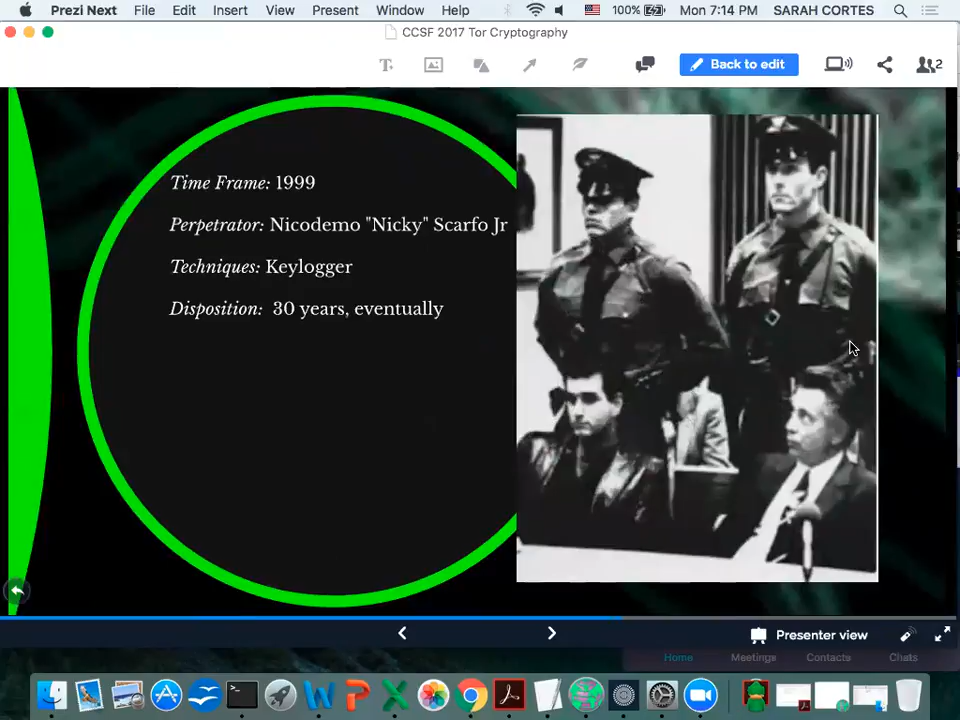 Prezi Next File Edit Insert View Present Window Help 100% Mon 7:14 PM SARAH CORTES
CCSF 2017 Tor Cryptography
Back to edit
2
Time Frame: 1999
Perpetrator: Nicodemo "Nicky" Scarfo Jr
Techniques: Keylogger
Disposition: 30 years, eventually
Presenter view
Home Meetings Contacts Chats